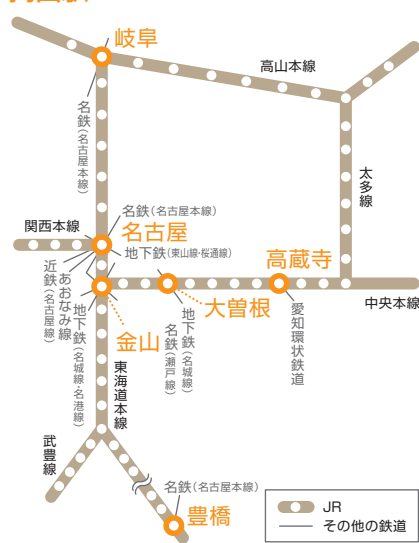 岐阜
高山本線
名鉄(名古屋本線)
太多線
名鉄(名古屋本線)
関西本線
名古屋
地下鉄(東山線・桜通線)
高蔵寺
近鉄(名古屋線)
あおなみ線
地下鉄(名城線・名港線)
金山
大曽根
中央本線
地下鉄(名城線)
名鉄(瀬戸線)
愛知環状鉄道
東海道本線
武豊線
名鉄(名古屋本線)
豊橋
JR
その他の鉄道